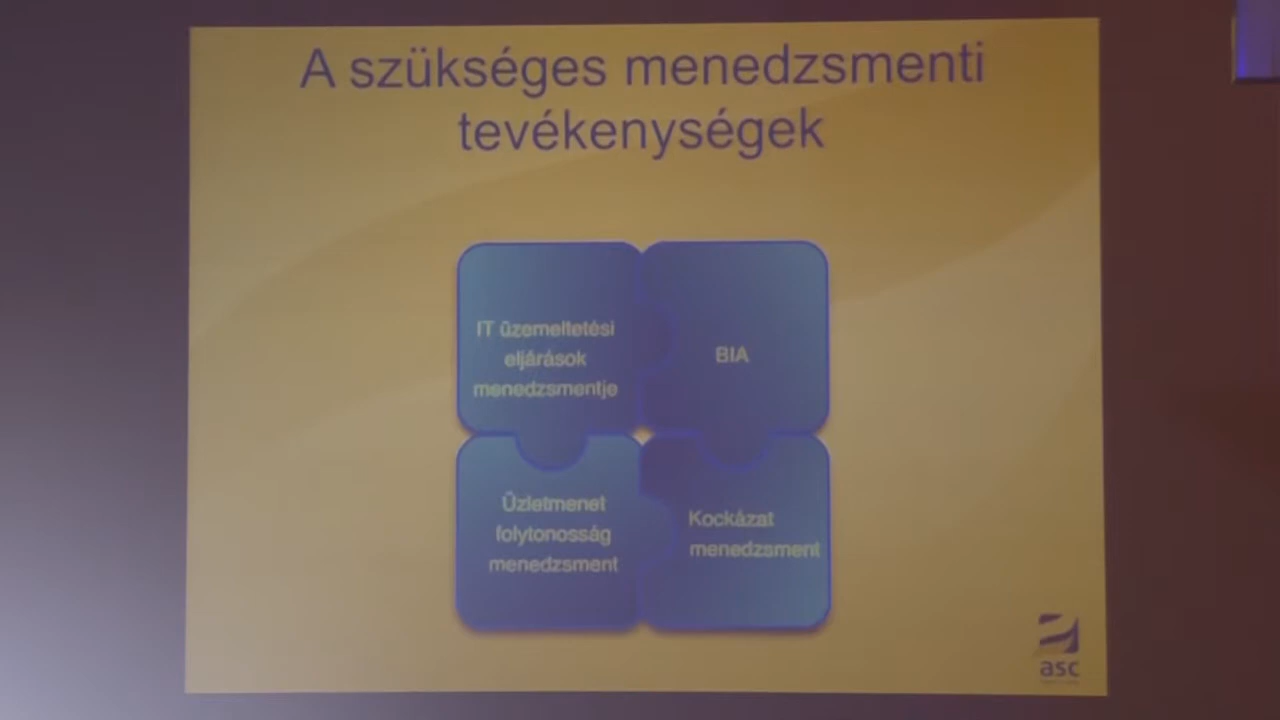 A szükséges menedzsmenti
tevékenységek
IT üzemeltetési
eljárások
menedzsmentje
BIA
Üzletmenet
folytonosság
menedzsment
Kockázat
menedzsment
asc